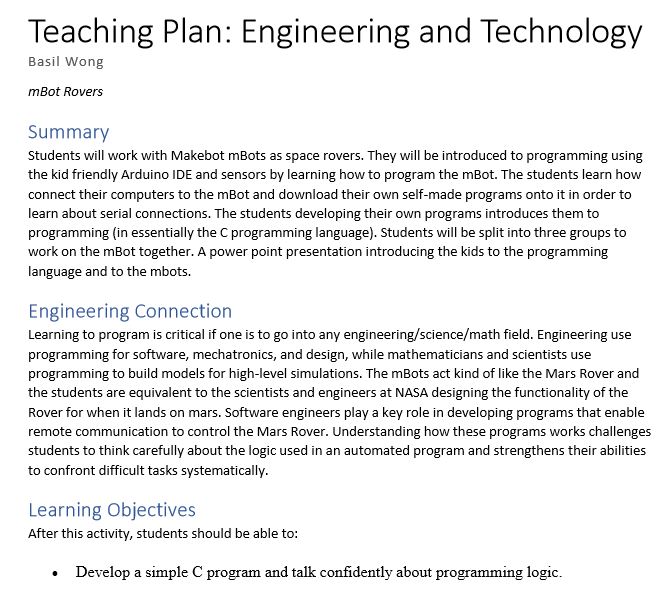 Teaching Plan: Engineering and Technology
Basil Wong
mBot Rovers
Summary
Students will work with Makebot mBots as space rovers. They will be introduced to programming using
the kid friendly Arduino IDE and sensors by learning how to program the mBot. The students learn how
connect their computers to the mBot and download their own self-made programs onto it in order to
learn about serial connections. The students developing their own programs introduces them to
programming (in essentially the C programming language). Students will be split into three groups to
work on the mBot together. A power point presentation introducing the kids to the programming
language and to the mbots.
Engineering Connection
Learning to program is critical if one is to go into any engineering/science/math field. Engineering use
programming for software, mechatronics, and design, while mathematicians and scientists use
programming to build models for high-level simulations. The mBots act kind of like the Mars Rover and
the students are equivalent to the scientists and engineers at NASA designing the functionality of the
Rover for when it lands on mars. Software engineers play a key role in developing programs that enable
remote communication to control the Mars Rover. Understanding how these programs works challenges
students to think carefully about the logic used in an automated program and strengthens their abilities
to confront difficult tasks systematically.
Learning Objectives
After this activity, students should be able to:
• Develop a simple C program and talk confidently about programming logic.